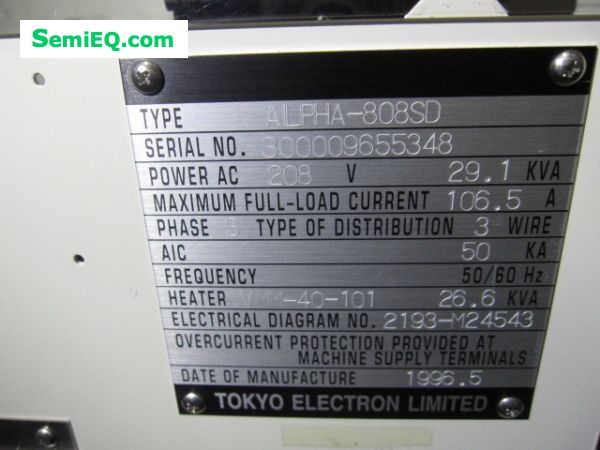 SemiEQ.com
TYPE ALPHA-808SD
SERIAL NO. 300009655348
POWER AC 208 V 29.1 KVA
MAXIMUM FULL-LOAD CURRENT 106.5 A
PHASE 3 TYPE OF DISTRIBUTION 3 WIRE
AIC 50 KA
FREQUENCY 50/60 Hz
HEATER VMM-40-101 26.6 KVA
ELECTRICAL DIAGRAM NO. 2193-M24543
OVERCURRENT PROTECTION PROVIDED AT
MACHINE SUPPLY TERMINALS
DATE OF MANUFACTURE 1996.5
TOKYO ELECTRON LIMITED